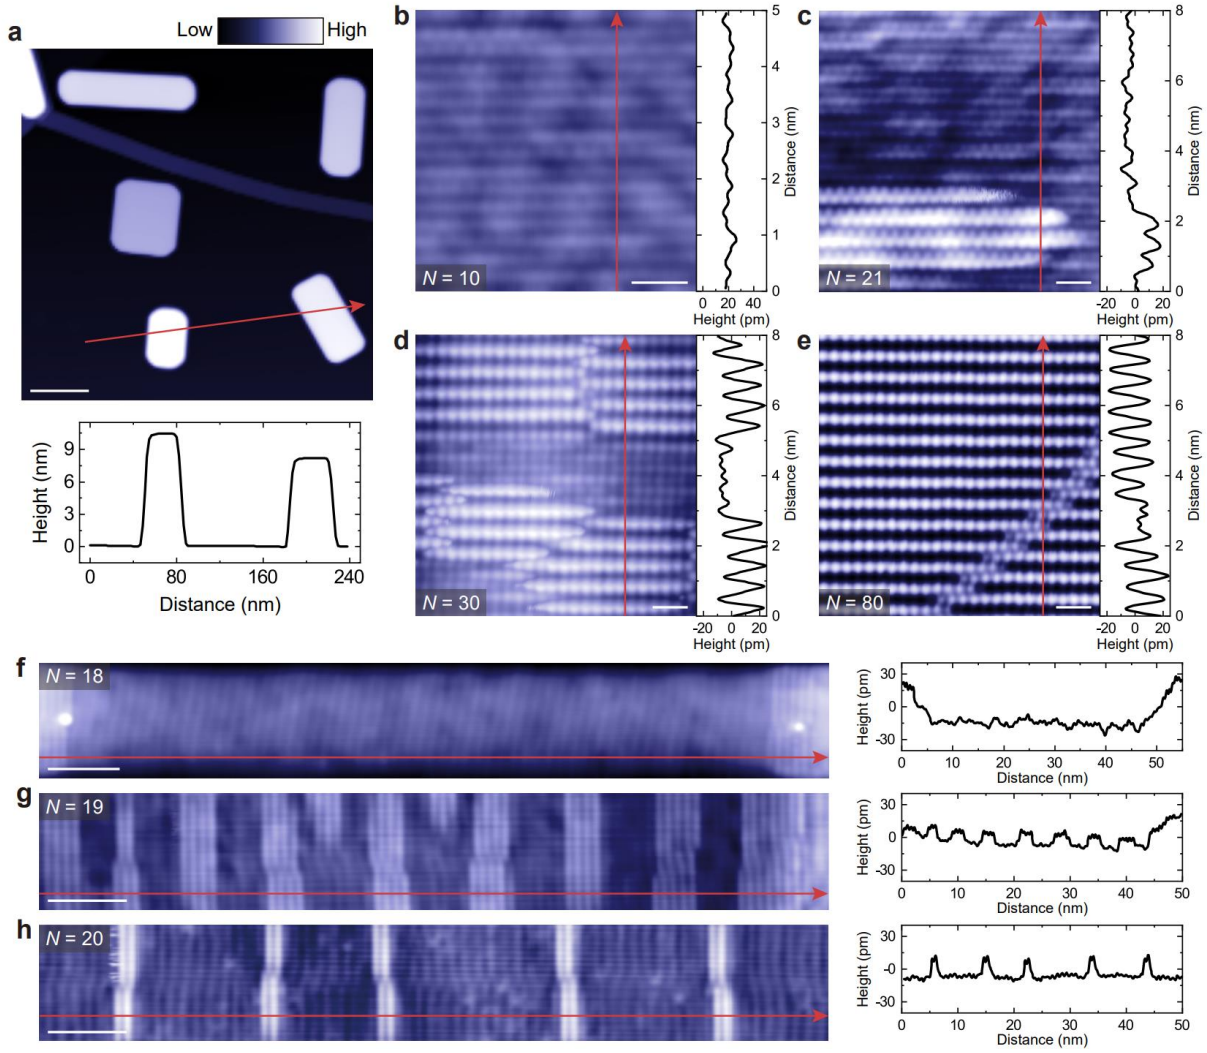 a
Low High
9
6
3
0
Height (nm)
0 80 160 240
Distance (nm)
b
N = 10
5
4
3
2
1
0
Distance (nm)
0 20 40
Height (pm)
c
N = 21
8
6
4
2
0
Distance (nm)
-20 0 20
Height (pm)
d
N = 30
8
6
4
2
0
Distance (nm)
-20 0 20
Height (pm)
e
N = 80
8
6
4
2
0
Distance (nm)
-20 0 20
Height (pm)
f
N = 18
Height (pm)
30
0
-30
0 10 20 30 40 50
Distance (nm)
g
N = 19
Height (pm)
30
0
-30
0 10 20 30 40 50
Distance (nm)
h
N = 20
Height (pm)
30
-0
-30
0 10 20 30 40 50
Distance (nm)